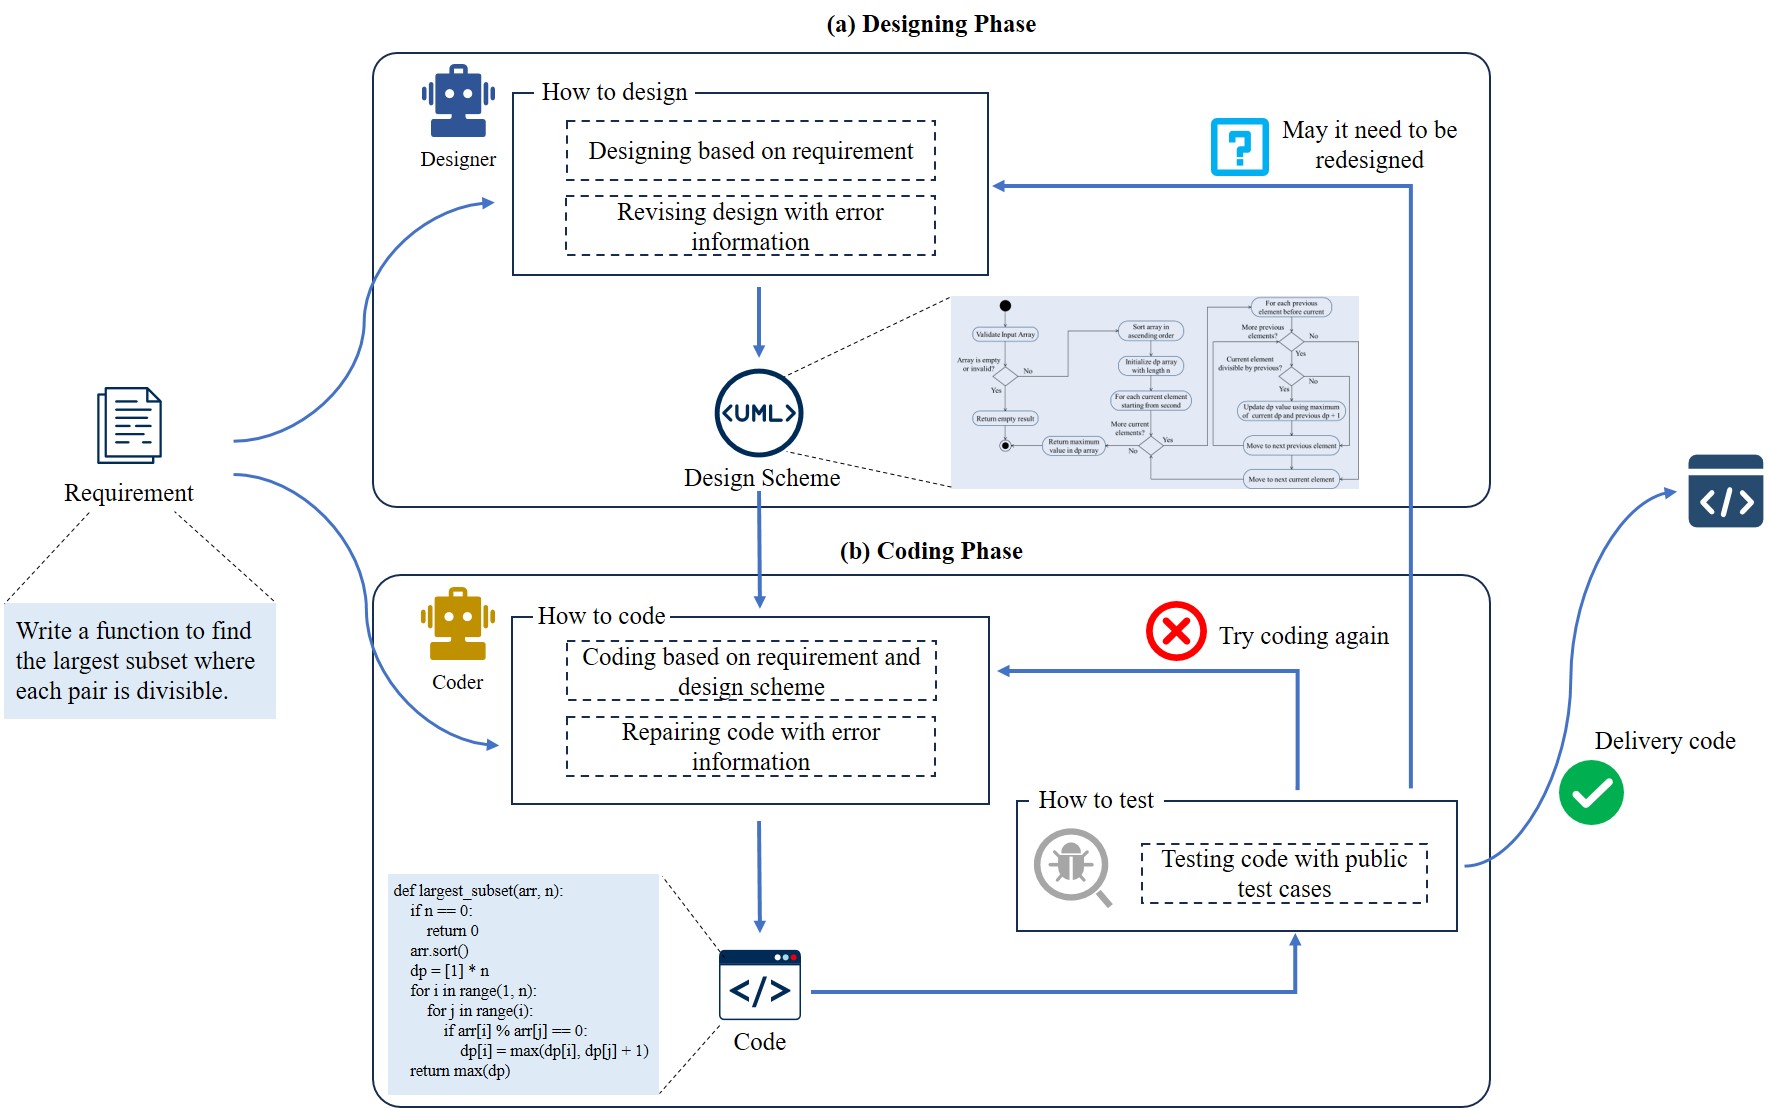 (a) Designing Phase
How to design
Designer
Designing based on requirement
Revising design with error
information
May it need to be
redesigned
<UML>
Design Scheme
Validate Input Array
Array is empty
or invalid?
No
Yes
Return empty result
Sort array in
ascending order
Initialize dp array
with length n
For each current element
starting from second
More current
elements?
Yes
No
Return maximum
value in dp array
For each previous
element before current
More previous
elements?
No
Yes
Current element
divisible by previous?
No
Yes
Update dp value using maximum
of current dp and previous dp + 1
Move to next previous element
Move to next current element
Requirement
Write a function to find
the largest subset where
each pair is divisible.
(b) Coding Phase
How to code
Coder
Coding based on requirement and
design scheme
Repairing code with error
information
Try coding again
How to test
Testing code with public
test cases
Delivery code
</>
def largest_subset(arr, n):
if n == 0:
return 0
arr.sort()
dp = [1] * n
for i in range(1, n):
for j in range(i):
if arr[i] % arr[j] == 0:
dp[i] = max(dp[i], dp[j] + 1)
return max(dp)
</>
Code